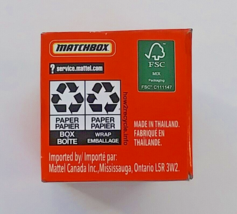 MATCHBOX
? service.mattel.com
FSC
MIX
Packaging
FSC® C111147
PAPER
PAPIER
BOX
BOÎTE
PAPER
PAPIER
WRAP
EMBALLAGE
MADE IN THAILAND.
FABRIQUÉ EN
THAÏLANDE.
Imported by/ importé par:
Mattel Canada Inc., Mississauga, Ontario L5R 3W2.